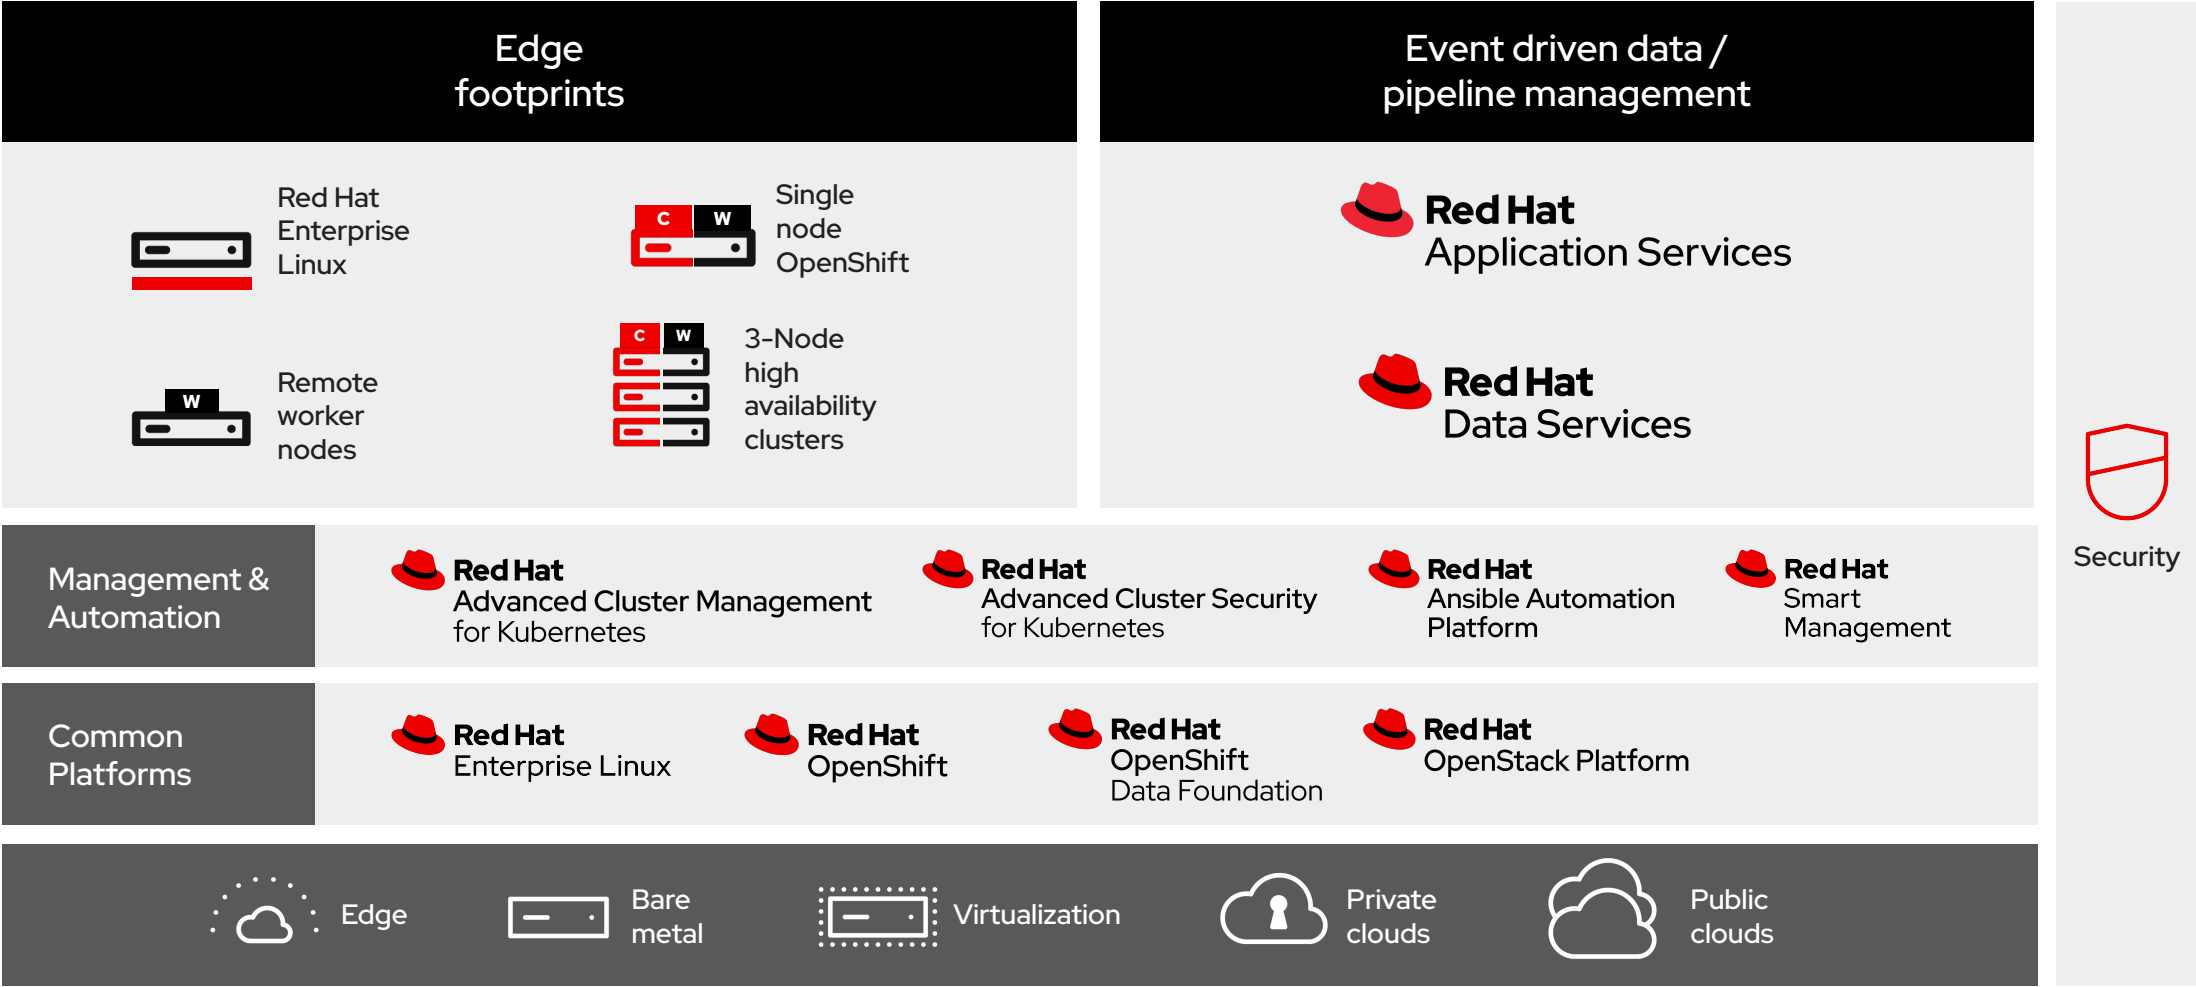 Edge
footprints
Event driven data /
pipeline management
Red Hat
Enterprise
Linux
C W
Single
node
OpenShift
W
Remote
worker
nodes
C W
3-Node
high
availability
clusters
Red Hat
Application Services
Red Hat
Data Services
Security
Management &
Automation
Red Hat
Advanced Cluster Management
for Kubernetes
Red Hat
Advanced Cluster Security
for Kubernetes
Red Hat
Ansible Automation
Platform
Red Hat
Smart
Management
Common
Platforms
Red Hat
Enterprise Linux
Red Hat
OpenShift
Red Hat
OpenShift
Data Foundation
Red Hat
OpenStack Platform
Edge
Bare
metal
Virtualization
Private
clouds
Public
clouds